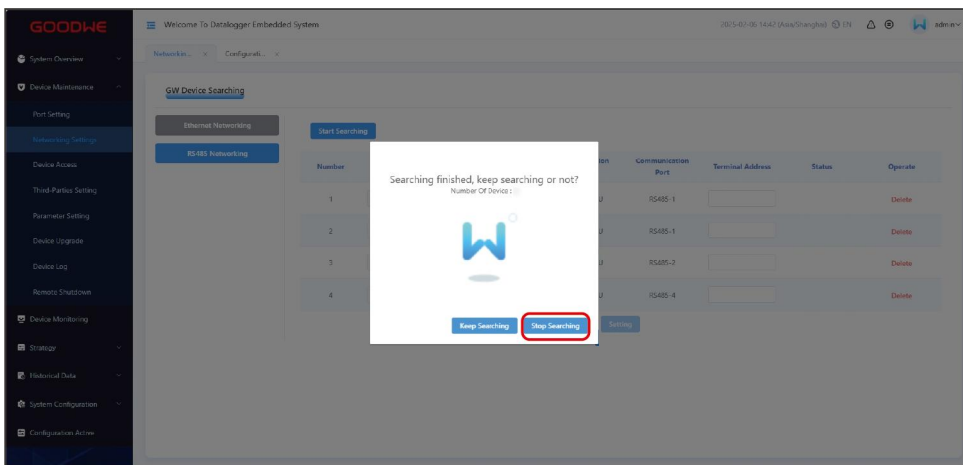 GOODWE
Welcome To Datalogger Embedded System
2025-02-06 14:42 (Asia/Shanghai) EN admin
System Overview
Networkin... × Configurati... ×
Device Maintenance
GW Device Searching
Port Setting
Ethernet Networking
Start Searching
Networking Settings
RS485 Networking
Device Access
Number
Communication Port
Terminal Address
Status
Operate
Third-Parties Setting
Searching finished, keep searching or not?
Number Of Device :
1 RS485-1 Delete
Parameter Setting
2 RS485-1 Delete
Device Upgrade
3 RS485-2 Delete
Device Log
4 RS485-4 Delete
Remote Shutdown
Keep Searching Stop Searching Setting
Device Monitoring
Strategy
Historical Data
System Configuration
Configuration Active